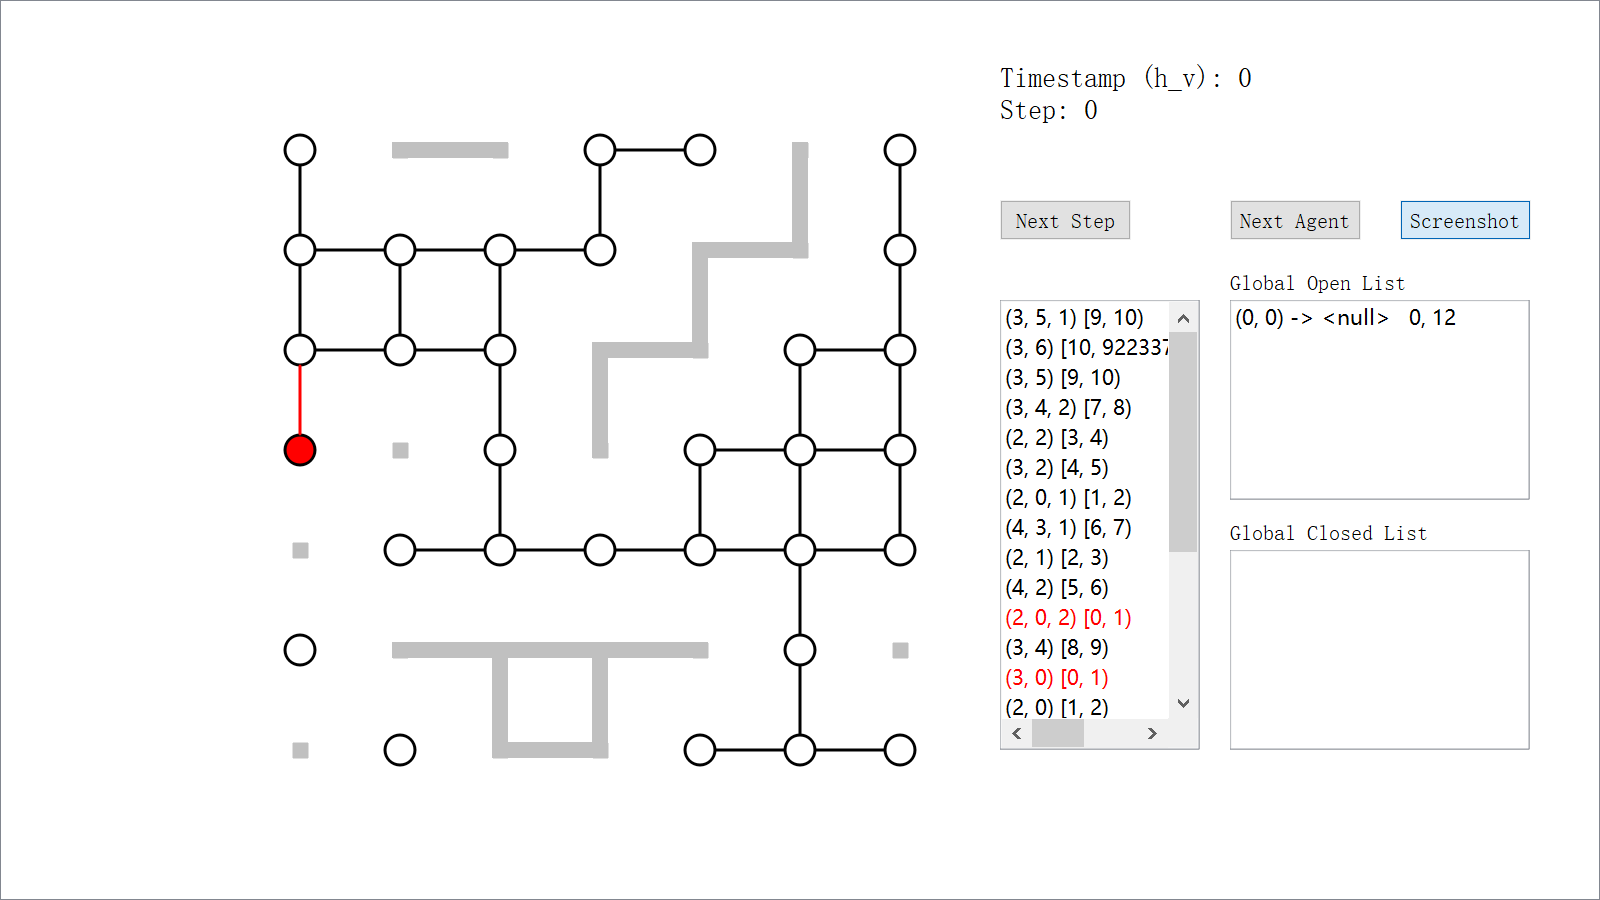 Timestamp (h_v): 0
Step: 0
Next Step
Next Agent
Screenshot
Global Open List
(0, 0) -> <null> 0, 12
(3, 5, 1) [9, 10)
(3, 6) [10, 922337
(3, 5) [9, 10)
(3, 4, 2) [7, 8)
(2, 2) [3, 4)
(3, 2) [4, 5)
(2, 0, 1) [1, 2)
(4, 3, 1) [6, 7)
(2, 1) [2, 3)
(4, 2) [5, 6)
(2, 0, 2) [0, 1)
(3, 4) [8, 9)
(3, 0) [0, 1)
(2, 0) [1, 2)
Global Closed List